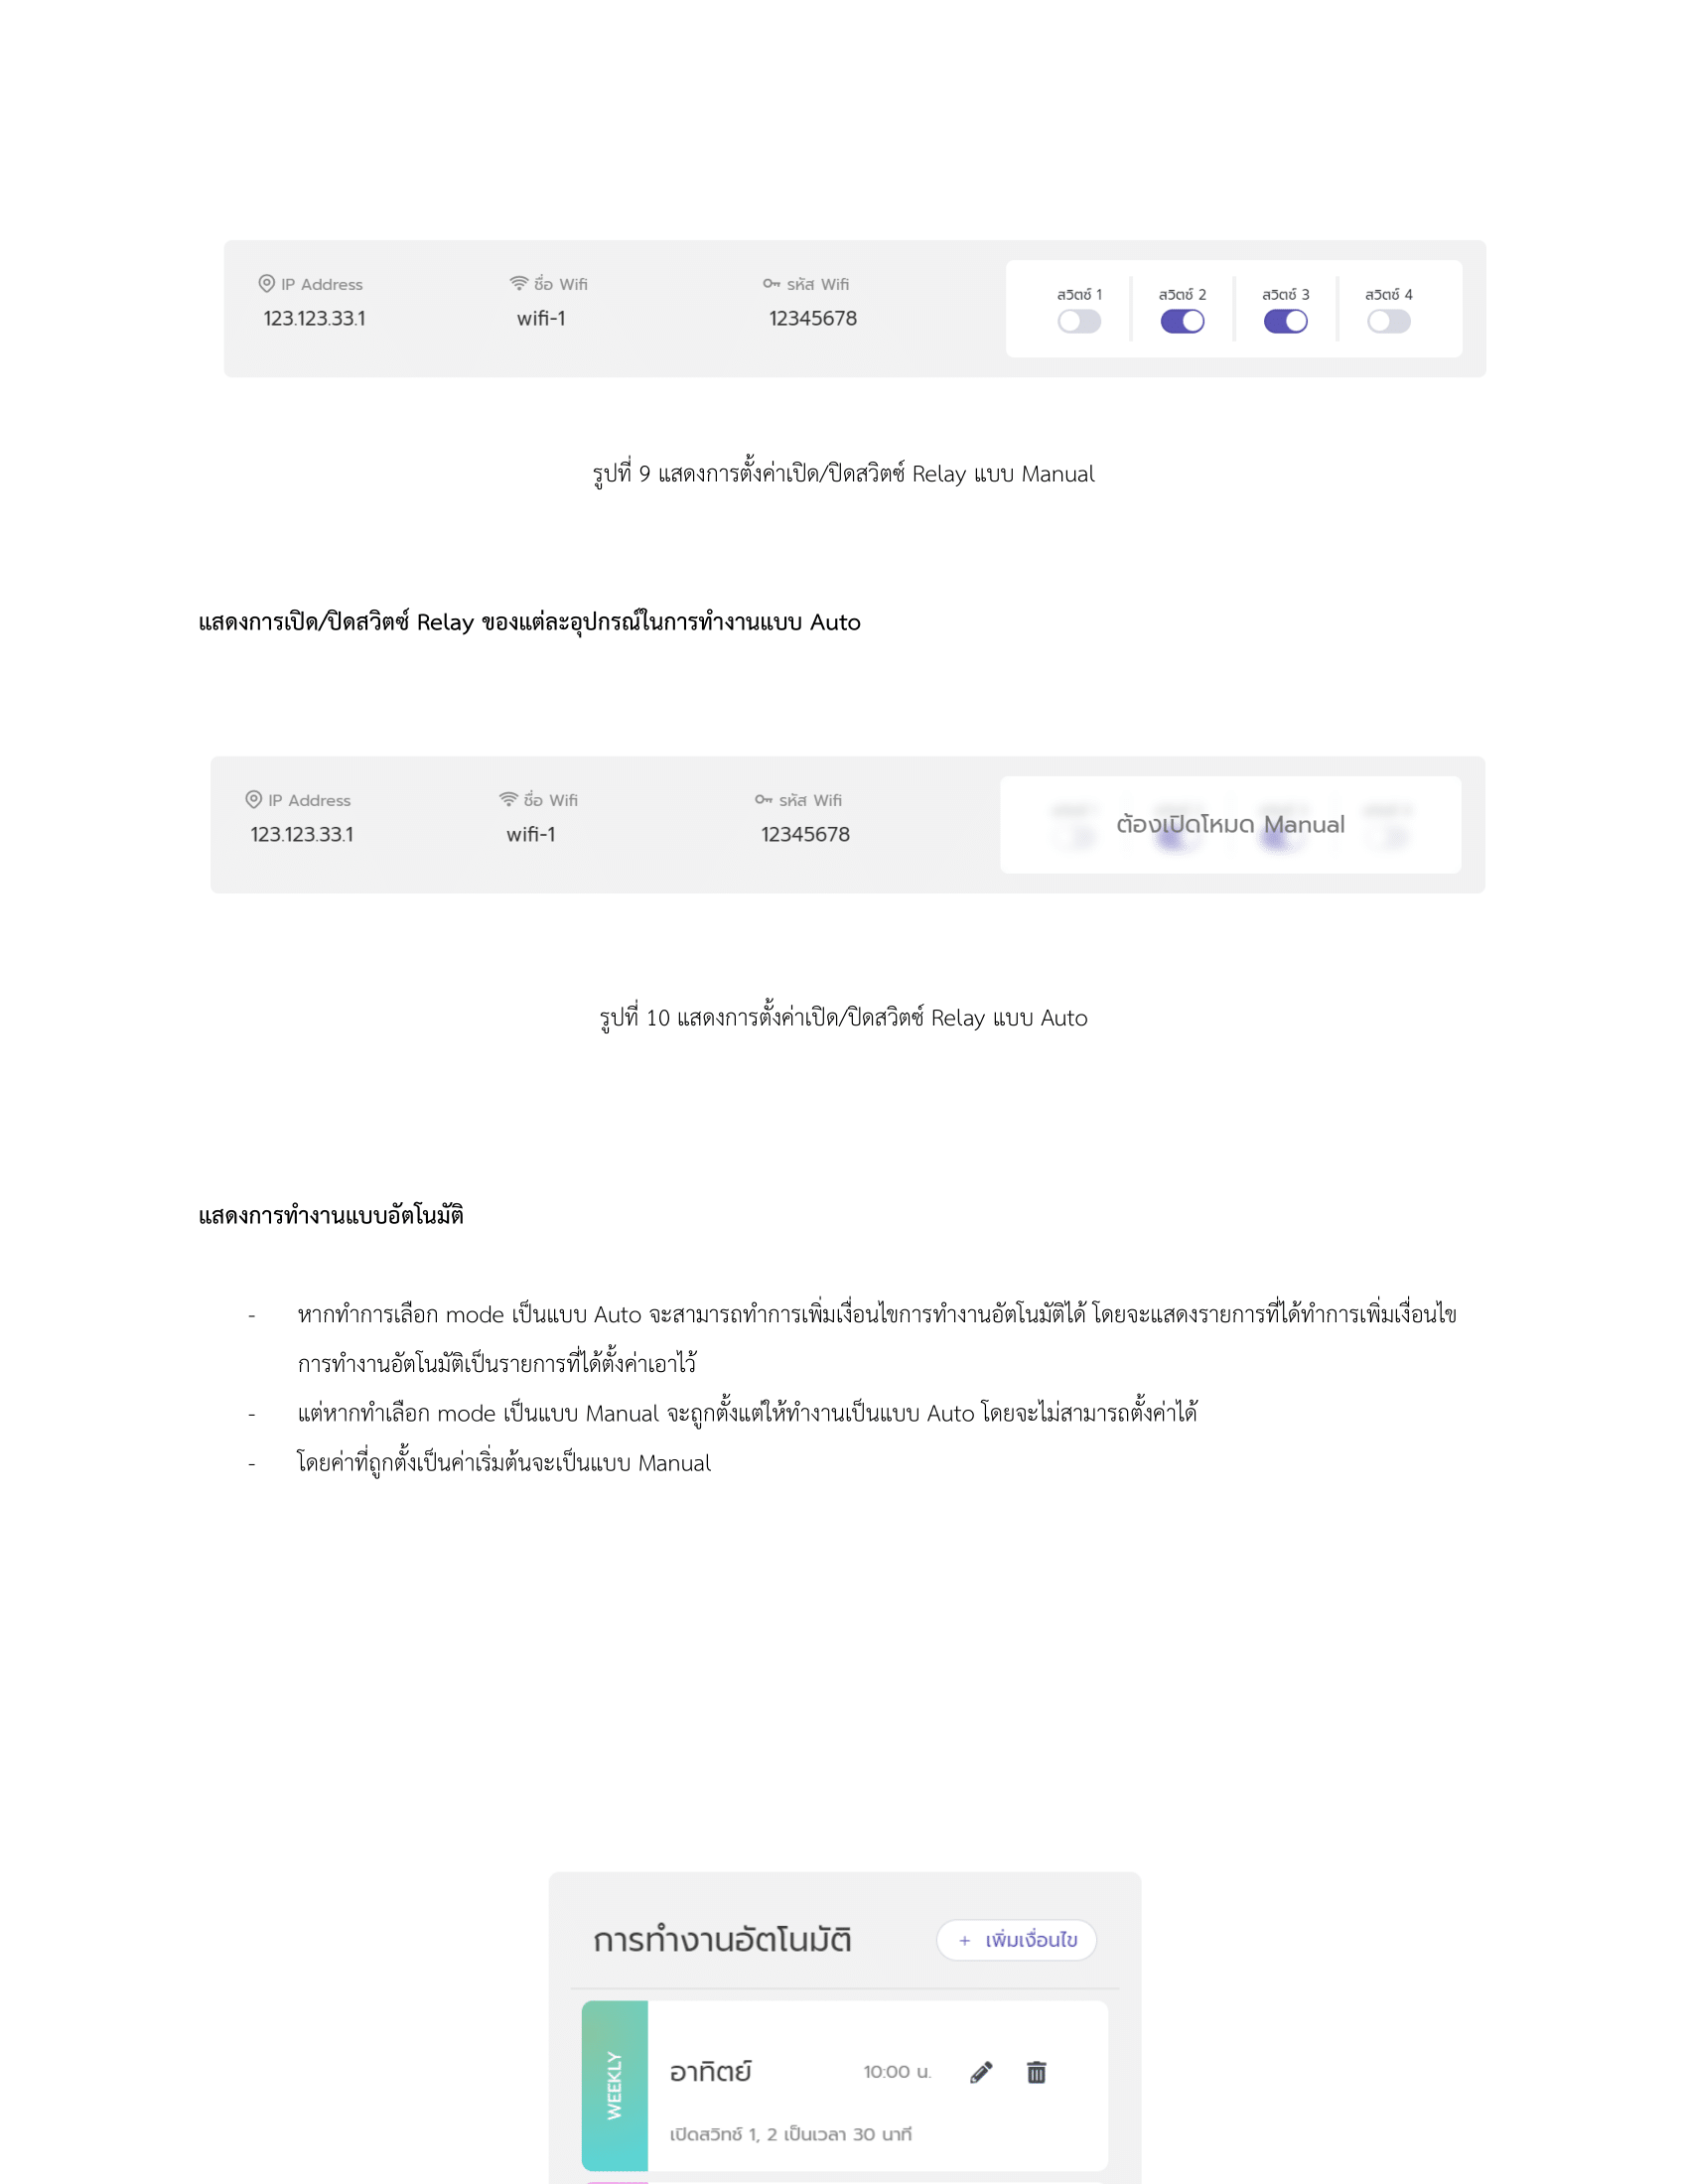 IP Address ชื่อ Wifi รหัส Wifi
123.123.33.1 wifi-1 12345678
สวิตซ์ 1 สวิตซ์ 2 สวิตซ์ 3 สวิตซ์ 4
รูปที่ 9 แสดงการตั้งค่าเปิด/ปิดสวิตซ์ Relay แบบ Manual
แสดงการเปิด/ปิดสวิตซ์ Relay ของแต่ละอุปกรณ์ในการทำงานแบบ Auto
IP Address ชื่อ Wifi รหัส Wifi
123.123.33.1 wifi-1 12345678
ต้องเปิดโหมด Manual
รูปที่ 10 แสดงการตั้งค่าเปิด/ปิดสวิตซ์ Relay แบบ Auto
แสดงการทำงานแบบอัตโนมัติ
- หากทำการเลือก mode เป็นแบบ Auto จะสามารถทำการเพิ่มเงื่อนไขการทำงานอัตโนมัติได้ โดยจะแสดงรายการที่ได้ทำการเพิ่มเงื่อนไข
การทำงานอัตโนมัติเป็นรายการที่ได้ตั้งค่าเอาไว้
- แต่หากทำเลือก mode เป็นแบบ Manual จะถูกตั้งแต่ให้ทำงานเป็นแบบ Auto โดยจะไม่สามารถตั้งค่าได้
- โดยค่าที่ถูกตั้งเป็นค่าเริ่มต้นจะเป็นแบบ Manual
การทำงานอัตโนมัติ + เพิ่มเงื่อนไข
WEEKLY
อาทิตย์ 10:00 น.
เปิดสวิทช์ 1, 2 เป็นเวลา 30 นาที